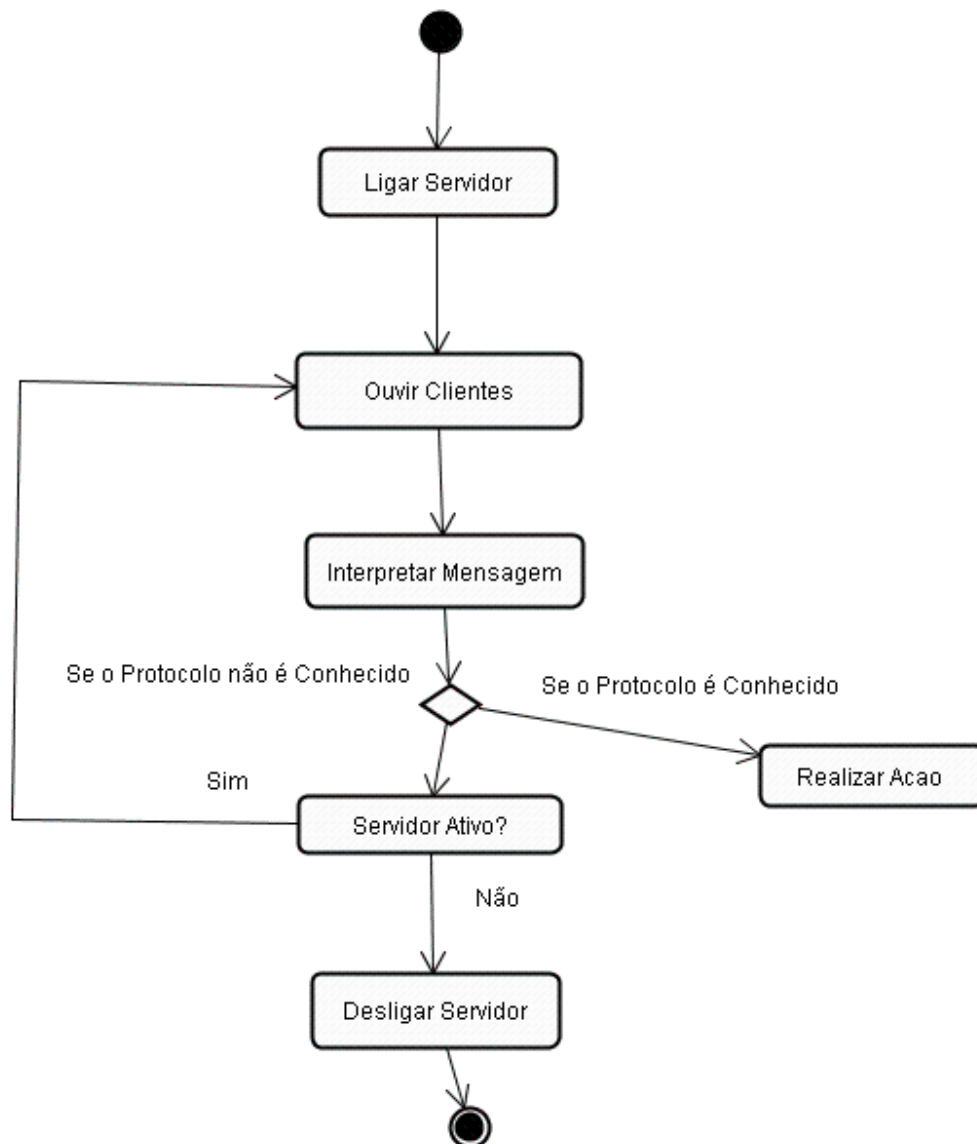 Ligar Servidor
Ouvir Clientes
Interpretar Mensagem
Se o Protocolo não é Conhecido
Se o Protocolo é Conhecido
Realizar Acao
Sim
Servidor Ativo?
Não
Desligar Servidor